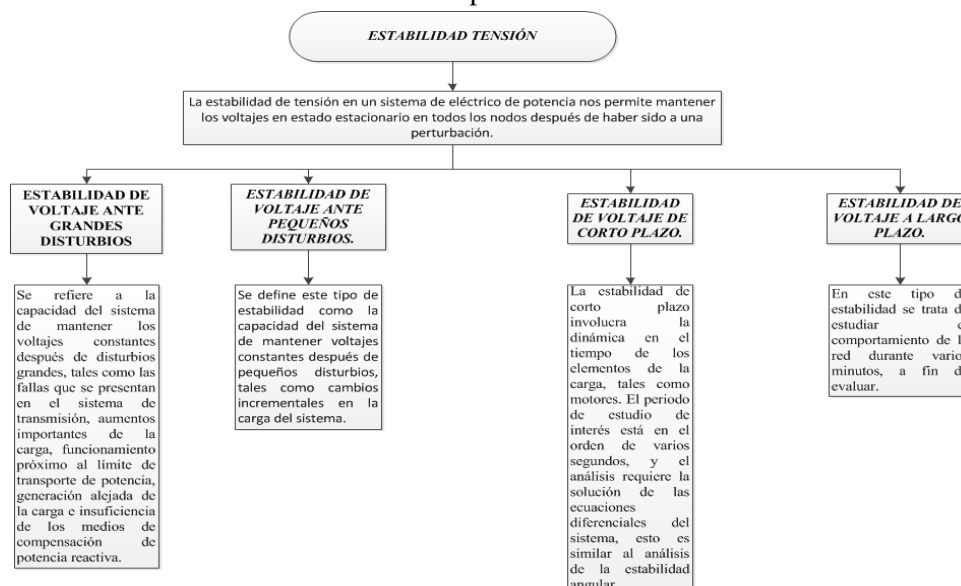 ESTABILIDAD TENSIÓN
La estabilidad de tensión en un sistema de eléctrico de potencia nos permite mantener
los voltajes en estado estacionario en todos los nodos después de haber sido a una
perturbación.
ESTABILIDAD DE
VOLTAJE ANTE
GRANDES
DISTURBIOS
Se refiere a la
capacidad del sistema
de mantener los
voltajes constantes
después de disturbios
grandes, tales como las
fallas que se presentan
en el sistema de
transmisión, aumentos
importantes de la
carga, funcionamiento
próximo al límite de
transporte de potencia,
generación alejada de
la carga e insuficiencia
de los medios de
compensación de
potencia reactiva.
ESTABILIDAD DE
VOLTAJE ANTE
PEQUEÑOS
DISTURBIOS.
Se define este tipo de
estabilidad como la
capacidad del sistema
de mantener voltajes
constantes después de
pequeños disturbios,
tales como cambios
incrementales en la
carga del sistema.
ESTABILIDAD
DE VOLTAJE DE
CORTO PLAZO.
La estabilidad de
corto plazo
involucra la
dinámica en el
tiempo de los
elementos de la
carga, tales como
motores. El periodo
de estudio de
interés está en el
orden de varios
segundos, y el
análisis requiere la
solución de las
ecuaciones
diferenciales del
sistema, esto es
similar al análisis
de la estabilidad
angular
ESTABILIDAD DE
VOLTAJE A LARGO
PLAZO.
En este tipo
estabilidad se trata
estudiar
comportamiento de
red durante
minutos, a fin
evaluar.